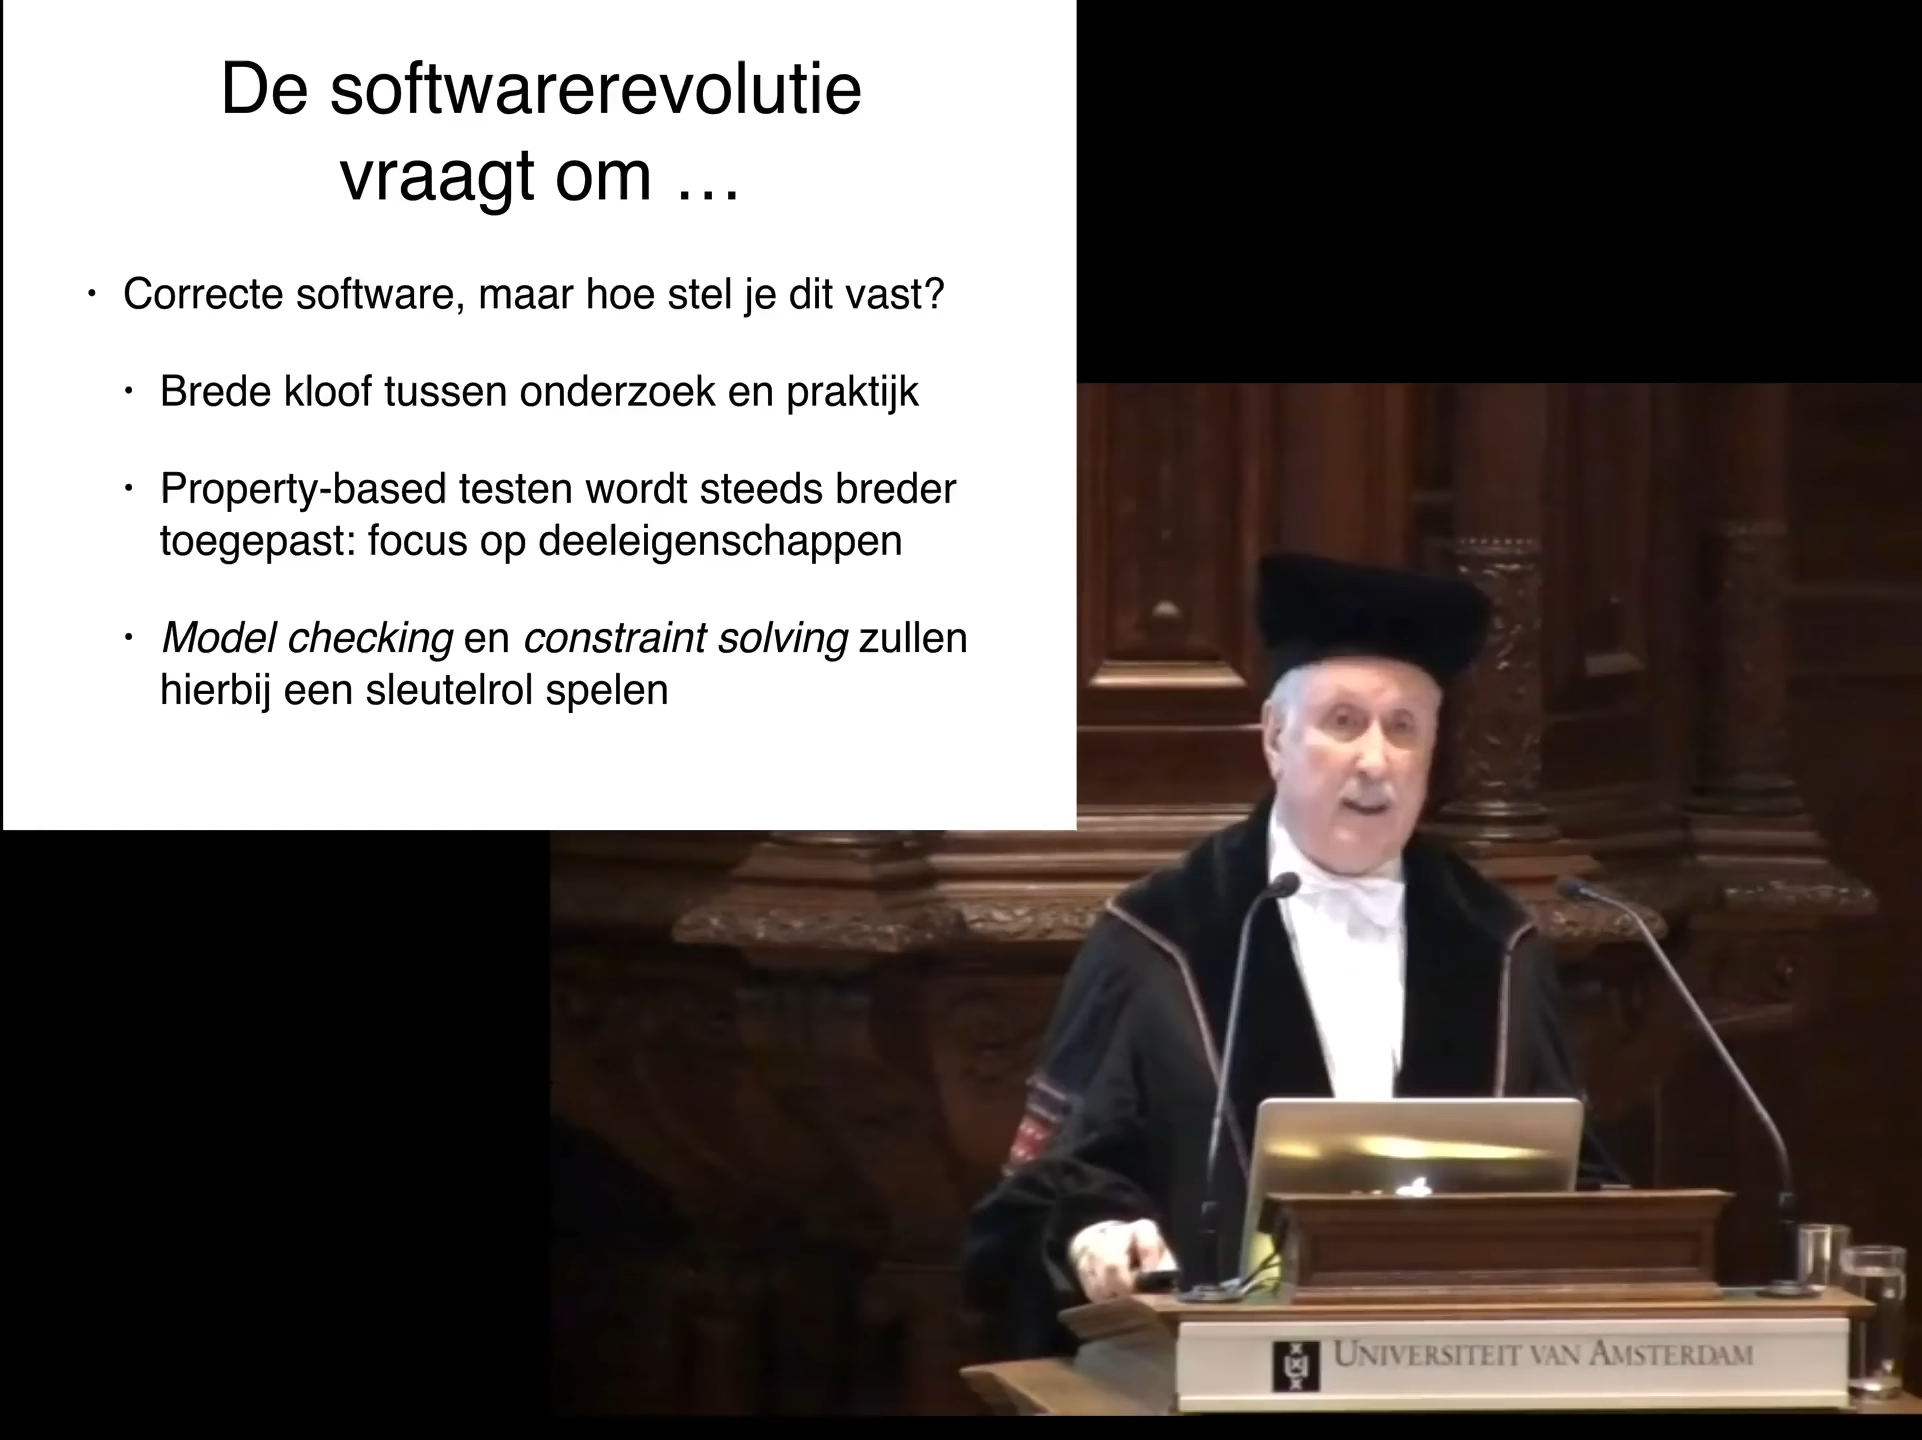 De softwarerevolutie
vraagt om …
• Correcte software, maar hoe stel je dit vast?
• Brede kloof tussen onderzoek en praktijk
• Property-based testen wordt steeds breder
toegepast: focus op deeleigenschappen
• Model checking en constraint solving zullen
hierbij een sleutelrol spelen
UNIVERSITEIT VAN AMSTERDAM